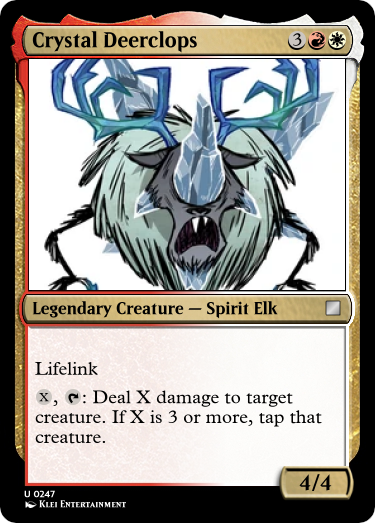 Crystal Deerclops 3
Legendary Creature — Spirit Elk
Lifelink
X, : Deal X damage to target
creature. If X is 3 or more, tap that
creature.
4/4
U 0247
Klei Entertainment